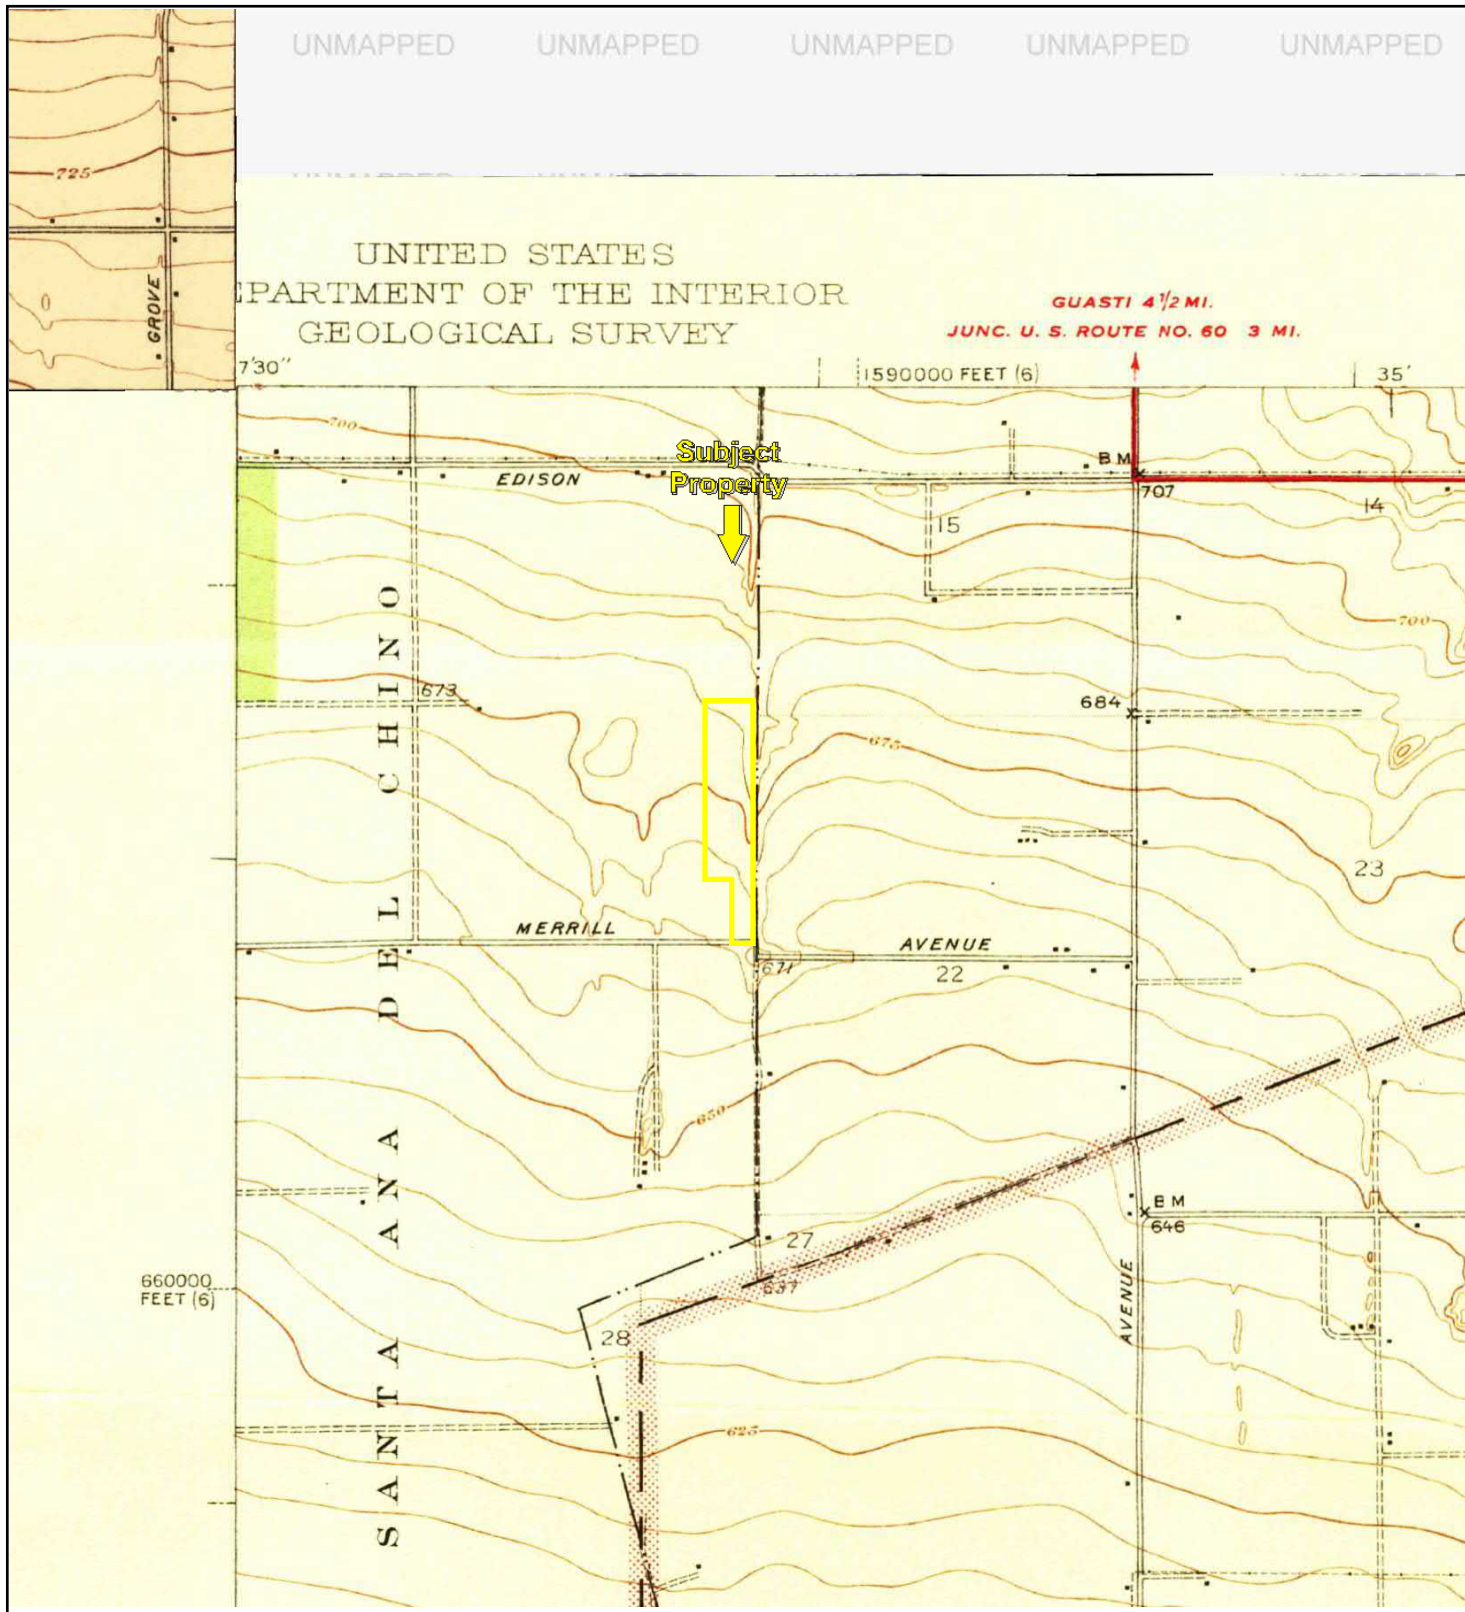 UNMAPPED UNMAPPED UNMAPPED UNMAPPED UNMAPPED
725
UNITED STATES
EPARTMENT OF THE INTERIOR
GEOLOGICAL SURVEY
GROVE
GUASTI 4 1/2 MI.
JUNC. U. S. ROUTE NO. 60 3 MI.
7'30"
1590000 FEET (6)
35'
700
Subject
Property
EDISON
BM
707
14
15
700
673
684
675
23
MERRILL
AVENUE
671
22
SANTA ANA DEL CHINO
650
BM
646
27
660000
FEET (6)
637
AVENUE
28
625